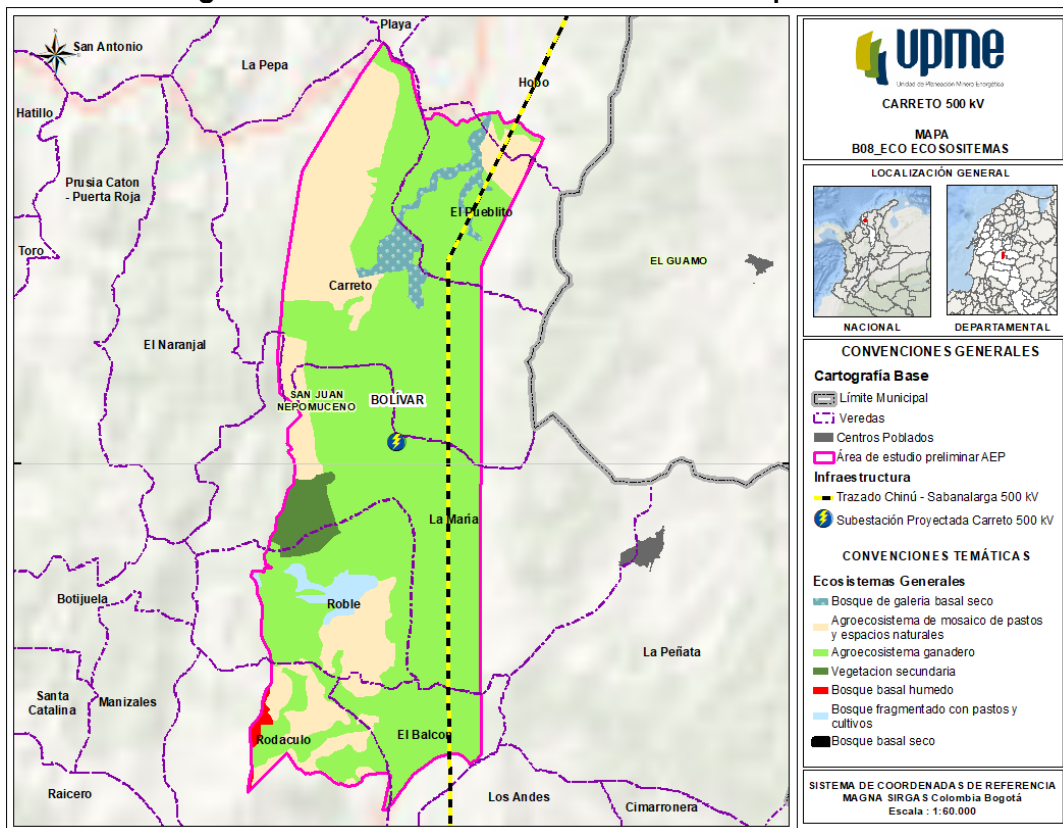 Playa
San Antonio
La Pepa
Hobo
Hatillo
Prusia Caton
- Puerta Roja
El Pueblito
Toro
EL GUAMO
Carreto
El Naranjal
SAN JUAN
NEPOMUCENO
BOLÍVAR
La María
Botijuela
Roble
La Peñata
Santa
Catalina
Manizales
Rodaculo
El Balcon
Raicero
Los Andes
Cimarronera
upme
Unidad de Planeación Minero Energética
CARRETO 500 kV
MAPA
B08_ECO ECOSOSITEMAS
LOCALIZACIÓN GENERAL
NACIONAL
DEPARTAMENTAL
CONVENCIONES GENERALES
Cartografía Base
Límite Municipal
Veredas
Centros Poblados
Área de estudio preliminar AEP
Infraestructura
Trazado Chinú - Sabanalarga 500 kV
Subestación Proyectada Carreto 500 kV
CONVENCIONES TEMÁTICAS
Ecosistemas Generales
Bosque de galeria basal seco
Agroecosistema de mosaico de pastos
y espacios naturales
Agroecosistema ganadero
Vegetacion secundaria
Bosque basal humedo
Bosque fragmentado con pastos y
cultivos
Bosque basal seco
SISTEMA DE COORDENADAS DE REFERENCIA
MAGNA SIRGAS Colombia Bogotá
Escala : 1:60.000